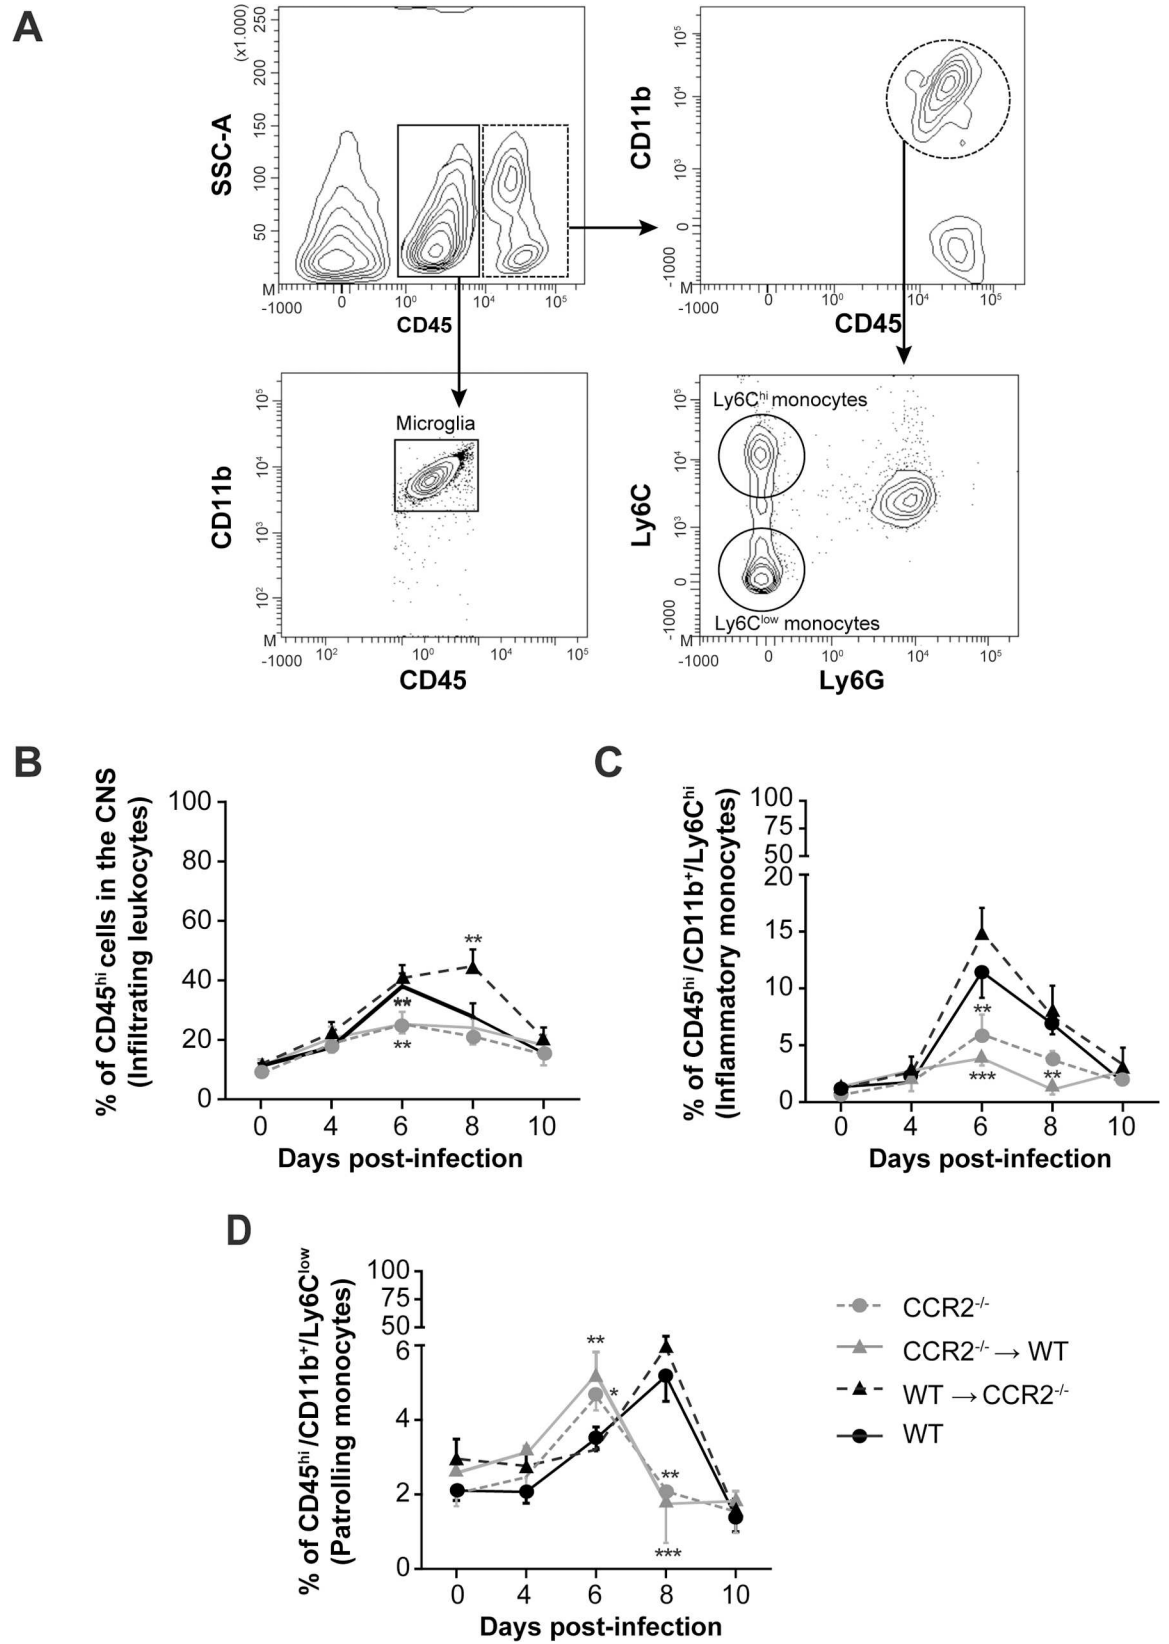 A
(x1.000)
SSC-A
250
200
150
100
50
M
-1000
0
10⁰
10⁴
10⁵
CD45
CD11b
10⁵
10⁴
10³
0
-1000
M
-1000
0
10⁰
10⁴
10⁵
CD45
Microglia
CD11b
10⁵
10⁴
10³
10²
M
-1000
10²
10⁰
10⁴
10⁵
CD45
Ly6Cʰⁱ monocytes
Ly6C
10⁵
10⁴
10³
0
-1000
Ly6Cˡᵒʷ monocytes
M
-1000
0
10⁰
10⁴
10⁵
Ly6G
B
% of CD45ʰⁱ cells in the CNS
(Infiltrating leukocytes)
100
80
60
40
20
0
**
**
**
0 4 6 8 10
Days post-infection
C
% of CD45ʰⁱ/CD11b⁺/Ly6Cʰⁱ
(Inflammatory monocytes)
100
75
50
20
15
10
5
0
**
***
**
0 4 6 8 10
Days post-infection
D
% of CD45ʰⁱ/CD11b⁺/Ly6Cˡᵒʷ
(Patrolling monocytes)
100
75
50
6
4
2
0
**
*
**
***
0 4 6 8 10
Days post-infection
CCR2⁻/⁻
CCR2⁻/⁻ → WT
WT → CCR2⁻/⁻
WT